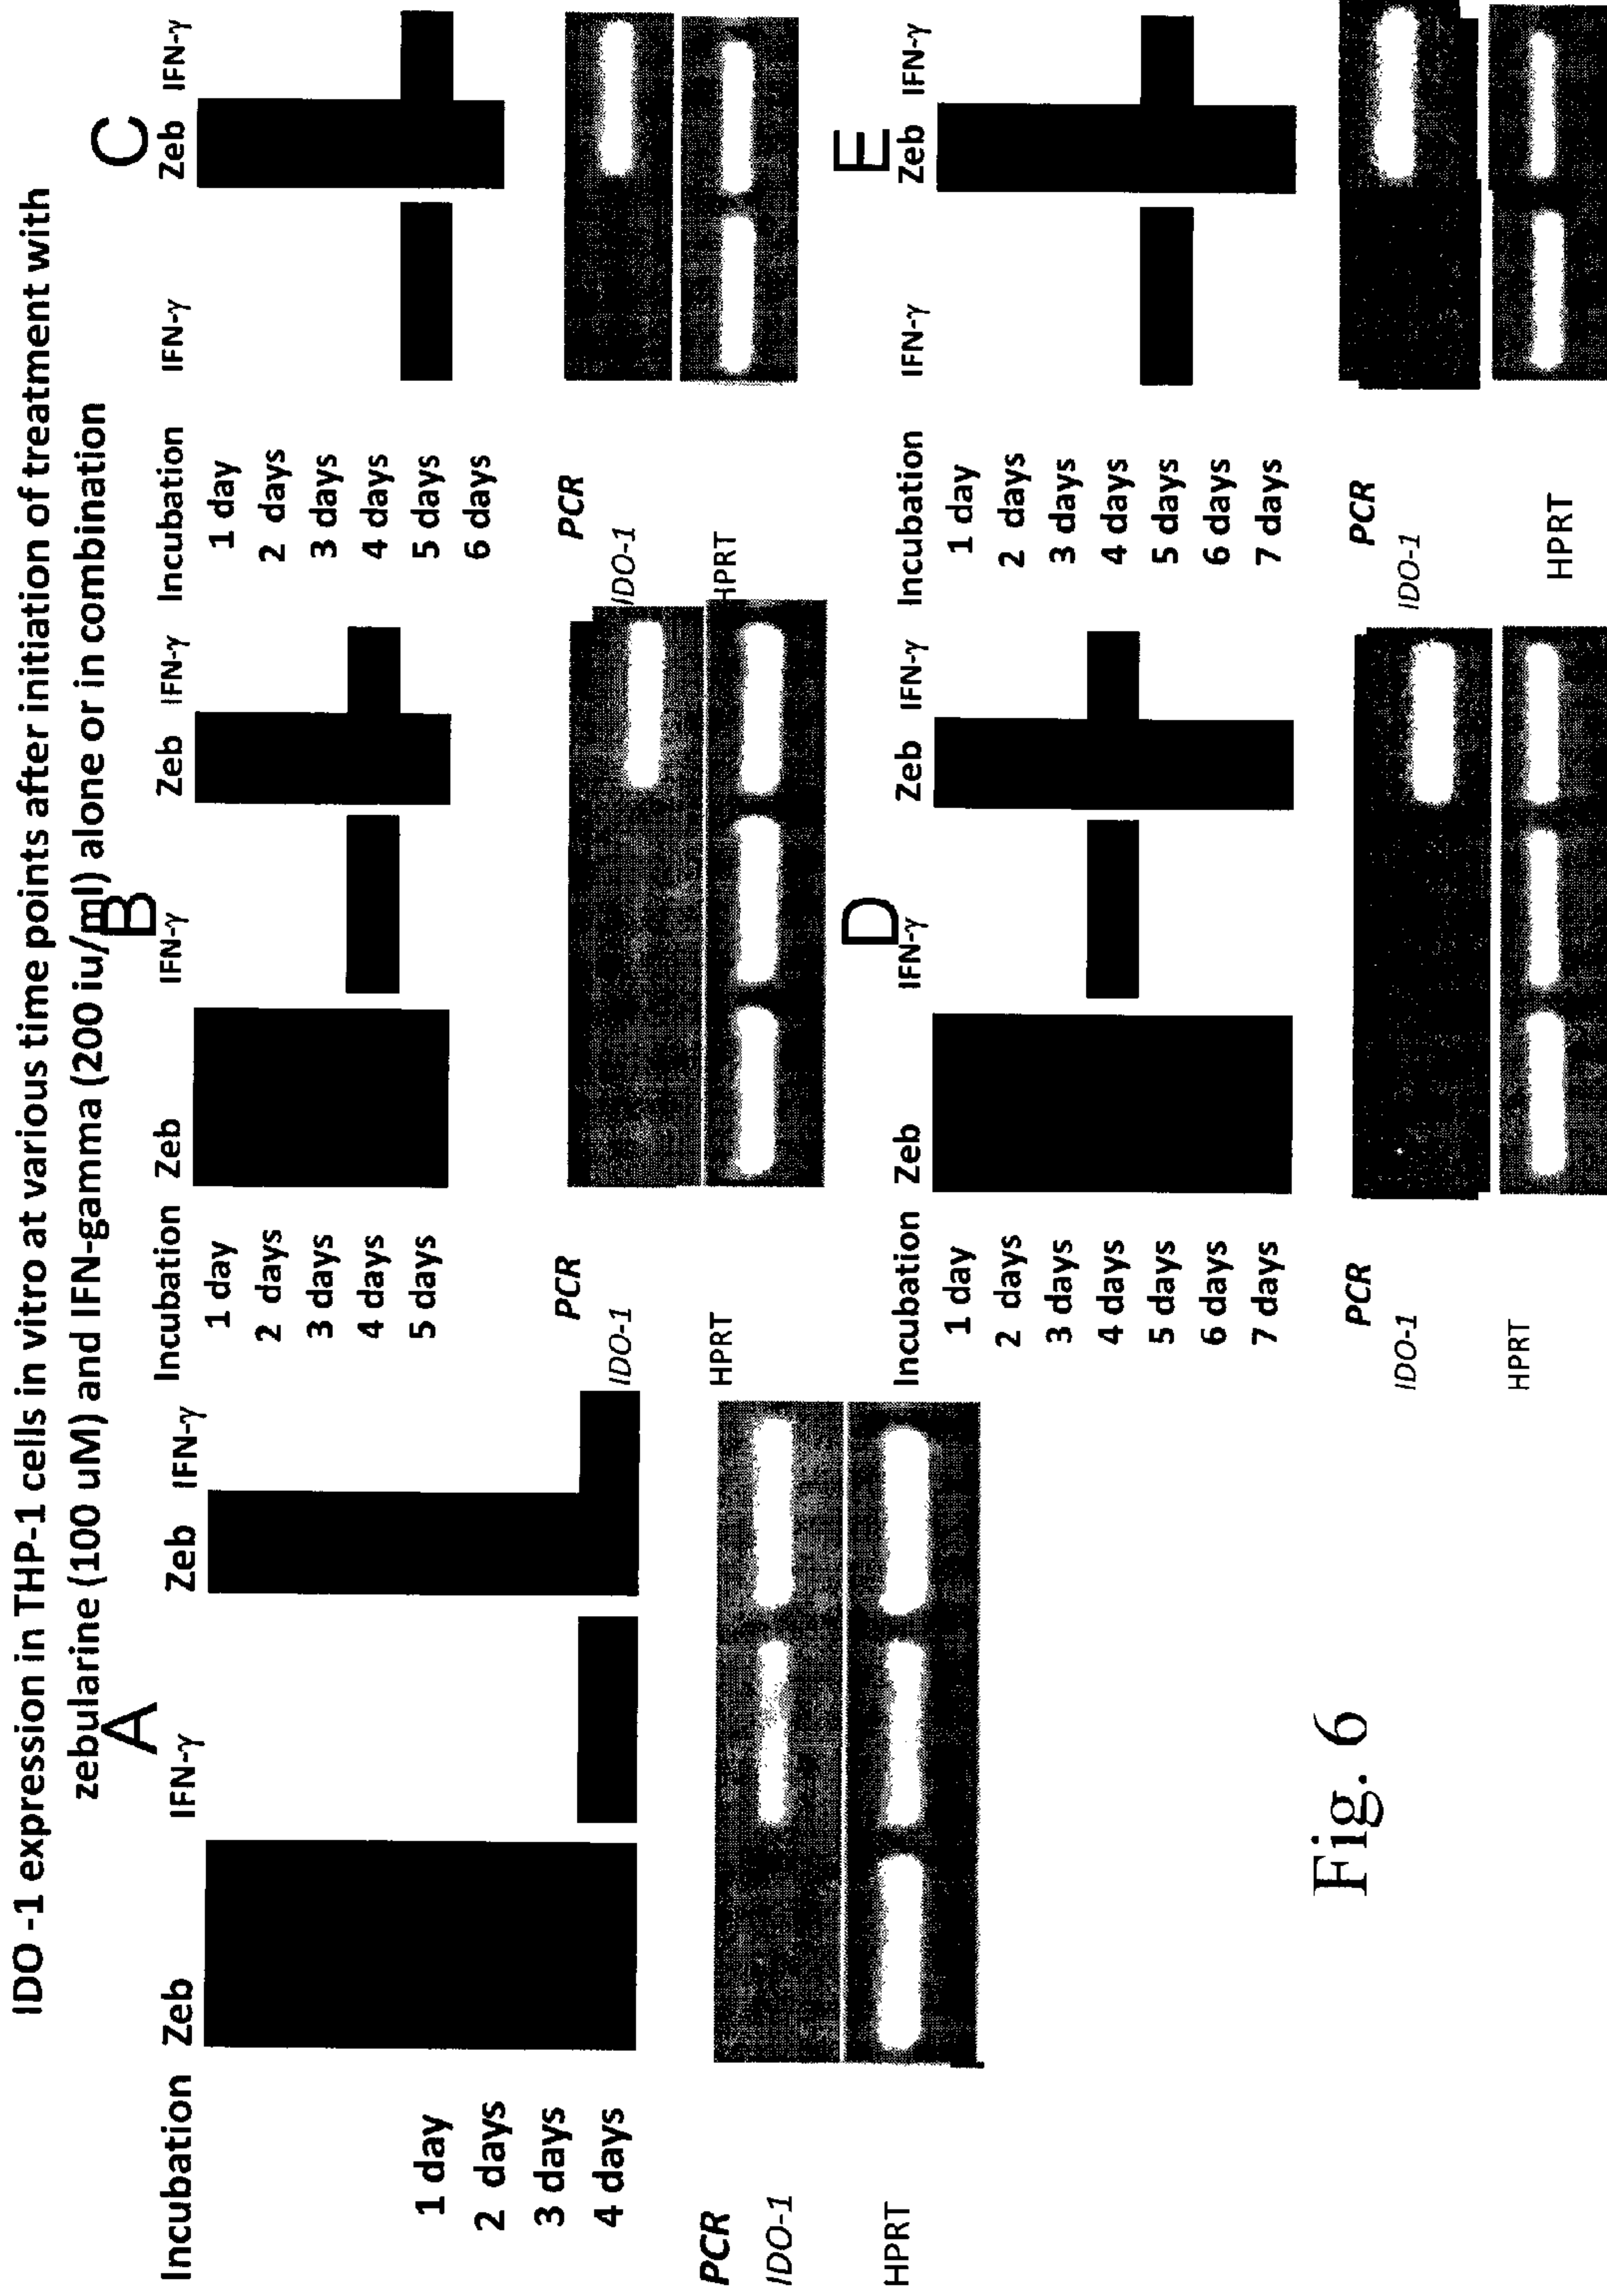 IDO -1 expression in THP-1 cells in vitro at various time points after initiation of treatment with
zebularine (100 uM) and IFN-gamma (200 iu/ml) alone or in combination
A
Incubation Zeb IFN-γ Zeb IFN-γ
1 day
2 days
3 days
4 days
PCR
IDO-1
HPRT
B
Incubation Zeb IFN-γ Zeb IFN-γ
1 day
2 days
3 days
4 days
5 days
PCR
IDO-1
HPRT
C
Incubation IFN-γ Zeb IFN-γ
1 day
2 days
3 days
4 days
5 days
6 days
PCR
IDO-1
HPRT
D
Incubation Zeb IFN-γ Zeb IFN-γ
1 day
2 days
3 days
4 days
5 days
6 days
7 days
PCR
IDO-1
HPRT
E
Incubation IFN-γ Zeb IFN-γ
1 day
2 days
3 days
4 days
5 days
6 days
7 days
PCR
IDO-1
HPRT
Fig. 6